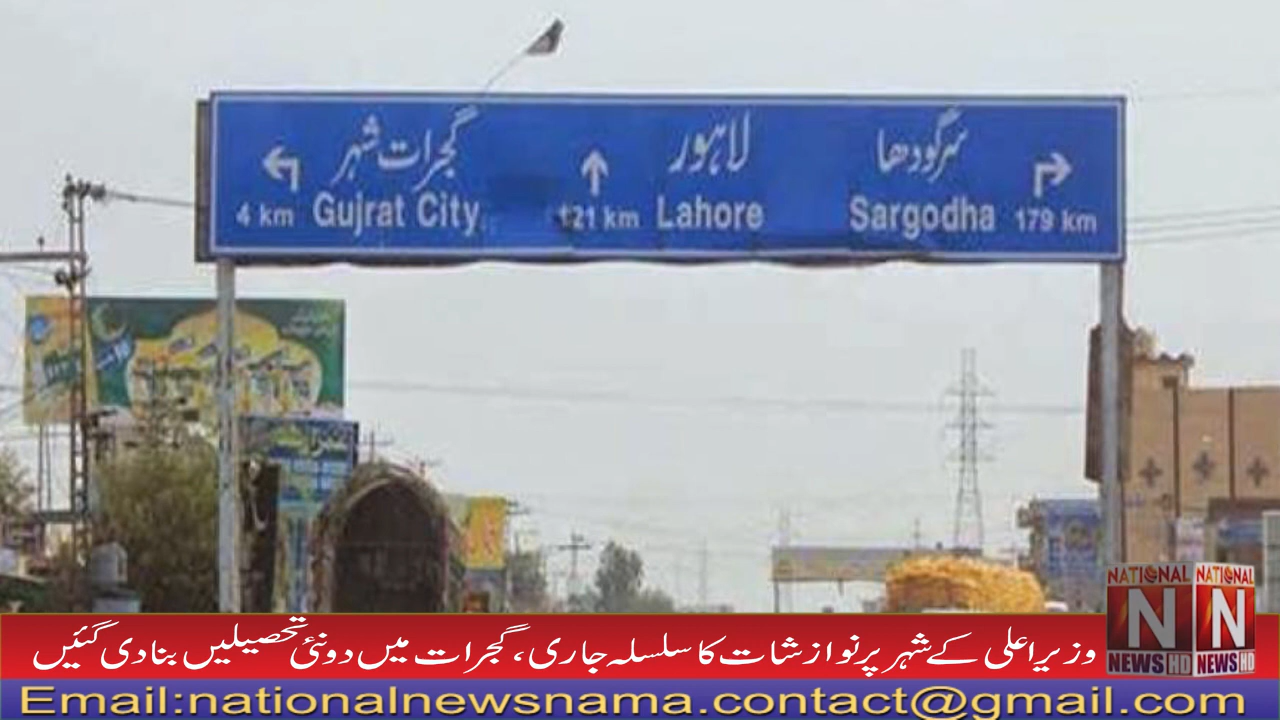 گجرات شہر
4 km Gujrat City
لاہور
121 km Lahore
سرگودھا
Sargodha 179 km
NATIONAL NATIONAL
N N
NEWS HD NEWS HD
وزیراعلی کے شہر پر نوازشات کا سلسلہ جاری، گجرات میں دو نئی تحصیلیں بنا دی گئیں
Email:nationalnewsnama.contact@gmail.com